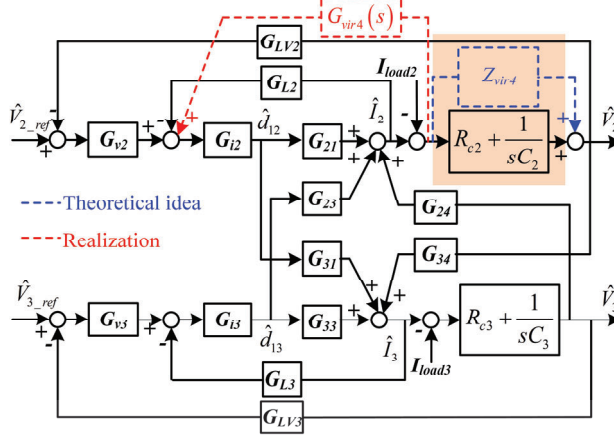 G_vir4(s)
G_LV2
G_L2
I_load2
Z_vir4
V̂_2_ref
G_v2
G_i2
d̂_12
G_21
Î_2
R_c2 + 1/sC_2
G_23
G_24
Theoretical idea
Realization
G_31
G_34
V̂_3_ref
G_v3
G_i3
d̂_13
G_33
Î_3
I_load3
R_c3 + 1/sC_3
G_L3
G_LV3